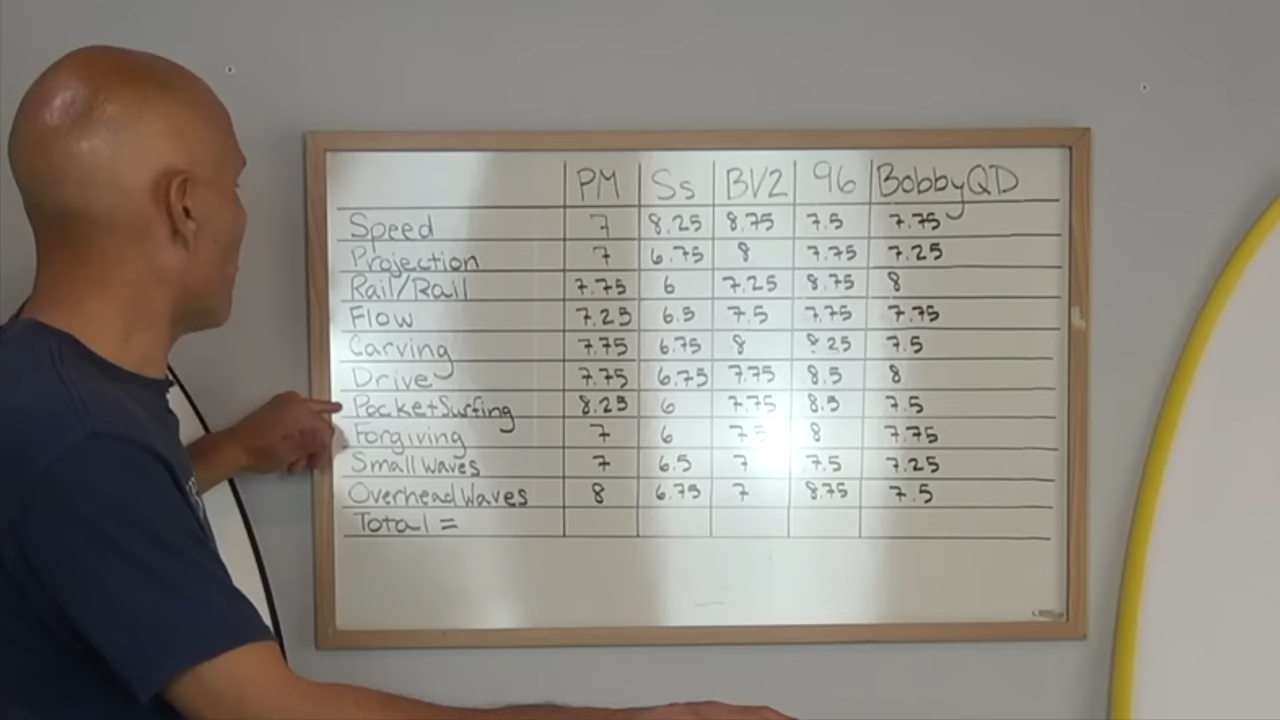 PM Ss BV2 96 BobbyQD
Speed 7 8.25 8.75 7.5 7.75
Projection 7 6.75 8 7.75 7.25
Rail/Rail 7.75 6 7.25 8.75 8
Flow 7.25 6.5 7.5 7.75 7.75
Carving 7.75 6.75 8 8.25 7.5
Drive 7.75 6.75 7.75 8.5 8
Pocket Surfing 8.25 6 7.75 8.5 7.5
Forgiving 7 6 7.5 8 7.75
Small Waves 7 6.5 7 7.5 7.25
Overhead Waves 8 6.75 7 8.75 7.5
Total =